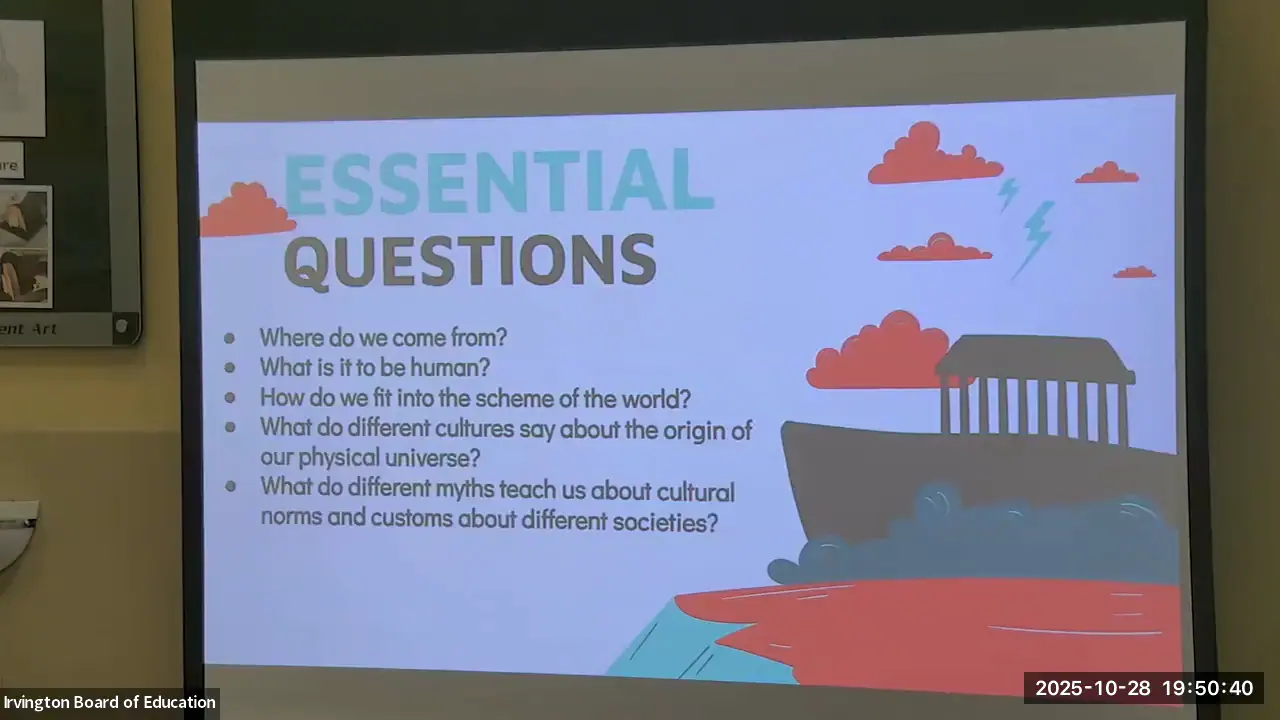 ESSENTIAL
QUESTIONS
Where do we come from?
What is it to be human?
How do we fit into the scheme of the world?
What do different cultures say about the origin of
our physical universe?
What do different myths teach us about cultural
norms and customs about different societies?
ent Art
Irvington Board of Education
2025-10-28 19:50:40